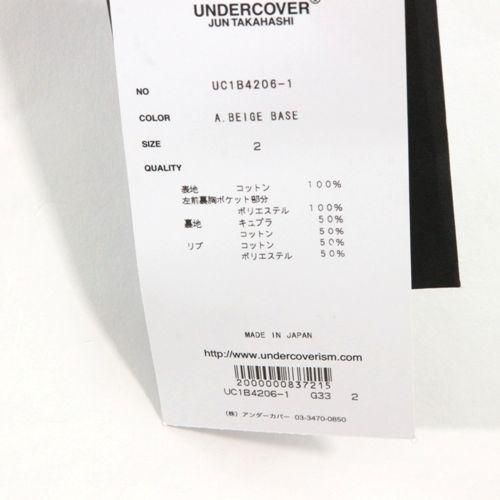 UNDERCOVER®
JUN TAKAHASHI
NO UC1B4206-1
COLOR A.BEIGE BASE
SIZE 2
QUALITY
表地 コットン 100%
左前裏胸ポケット部分
ポリエステル 100%
裏地 キュプラ 50%
コットン 50%
リブ コットン 50%
ポリエステル 50%
MADE IN JAPAN
http://www.undercoverism.com
2000000837215
UC1B4206-1 G33 2
(株) アンダーカバー 03-3470-0850